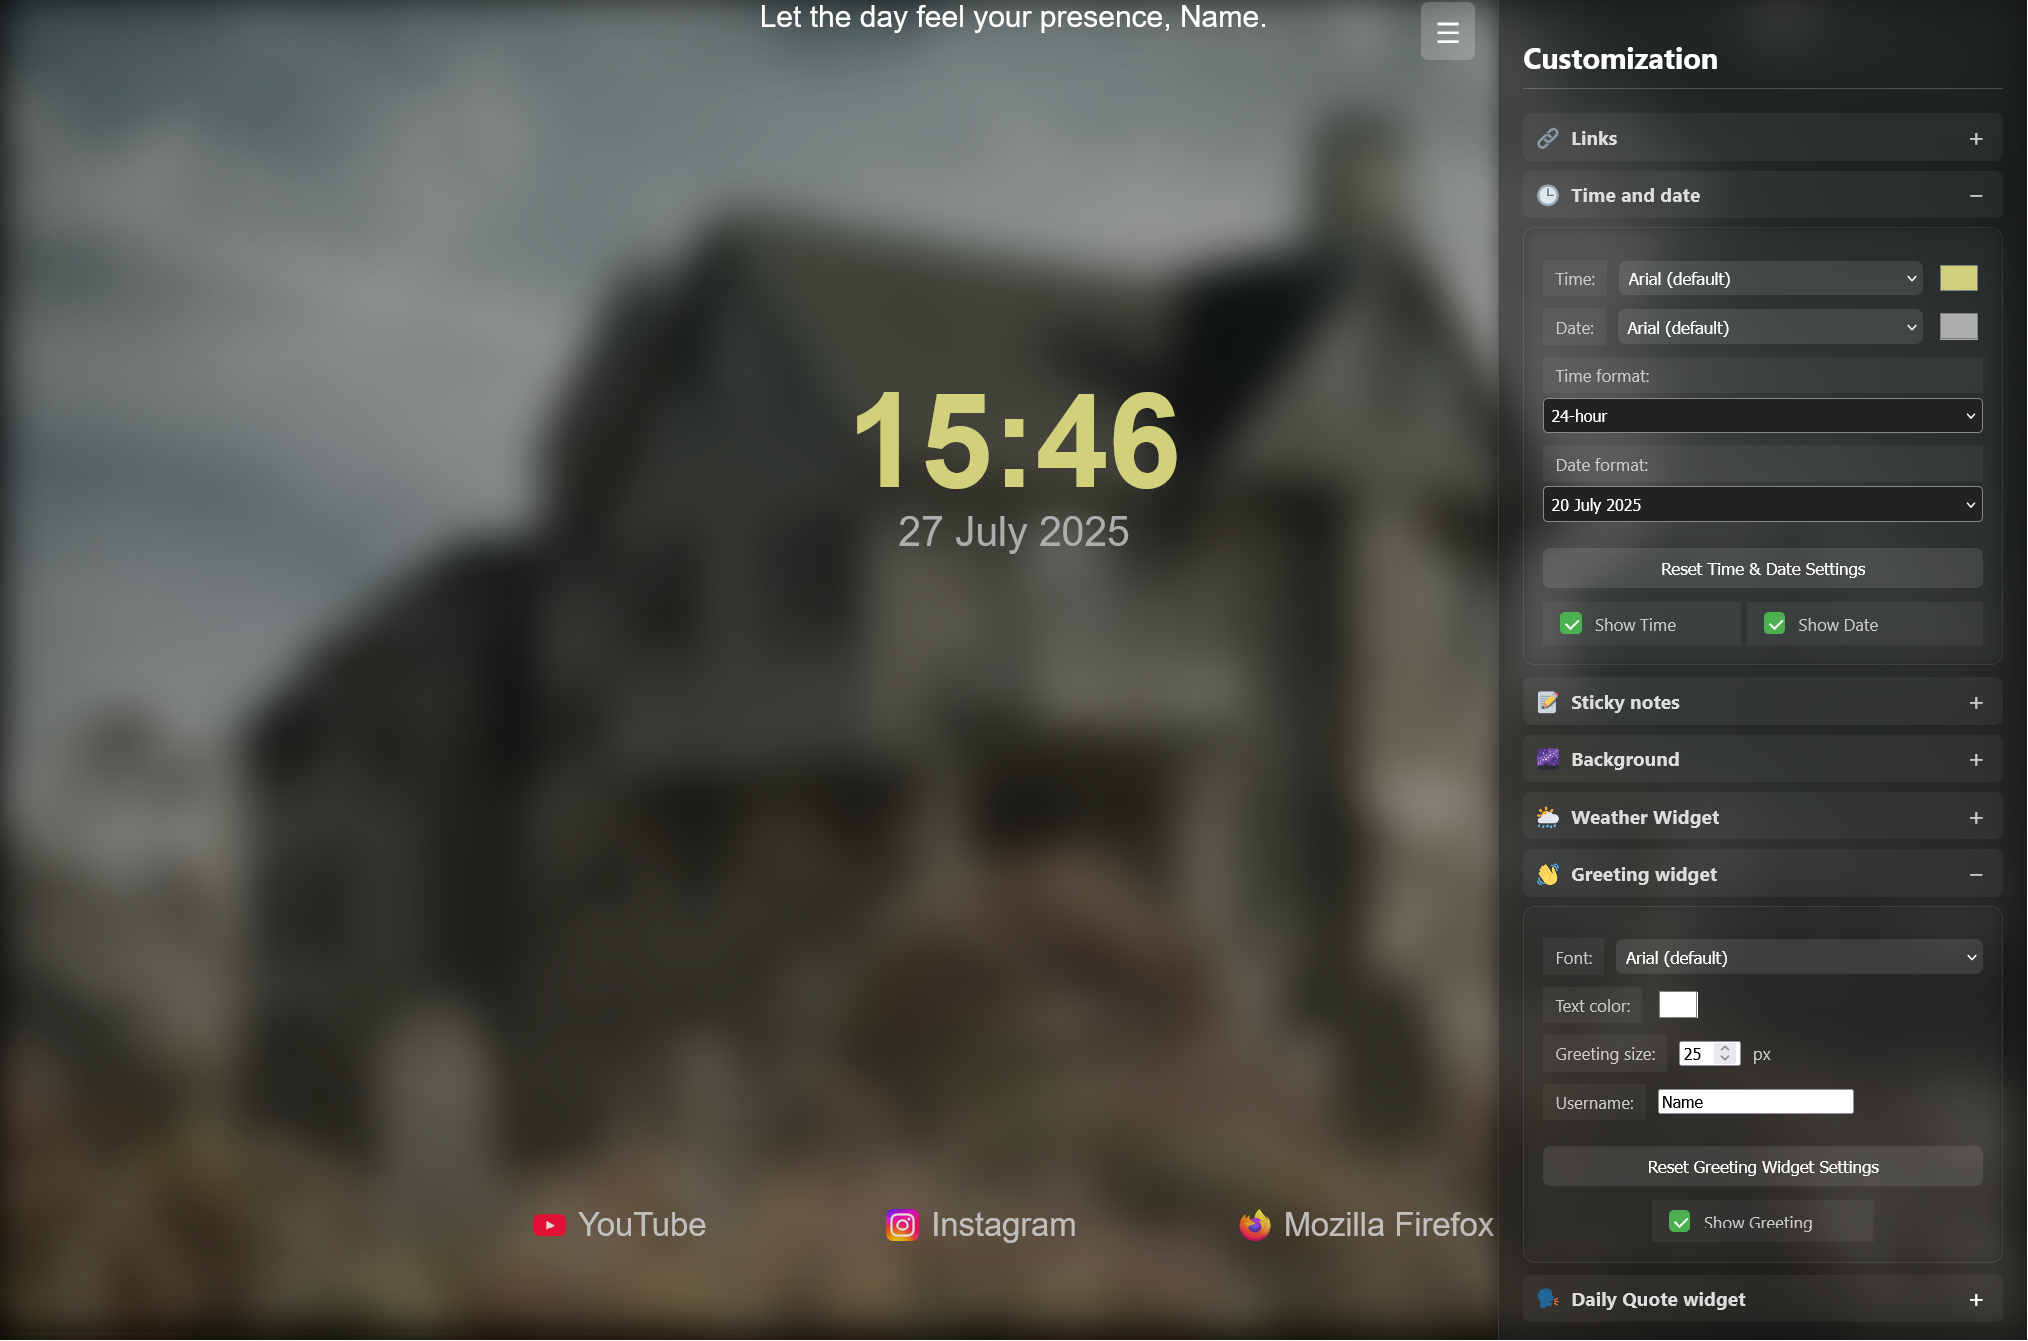 Let the day feel your presence, Name.
☰
15:46
27 July 2025
YouTube
Instagram
Mozilla Firefox
Customization
Links +
Time and date −
Time: Arial (default)
Date: Arial (default)
Time format:
24-hour
Date format:
20 July 2025
Reset Time & Date Settings
Show Time Show Date
Sticky notes +
Background +
Weather Widget +
Greeting widget −
Font: Arial (default)
Text color:
Greeting size: 25 px
Username: Name
Reset Greeting Widget Settings
Show Greeting
Daily Quote widget +